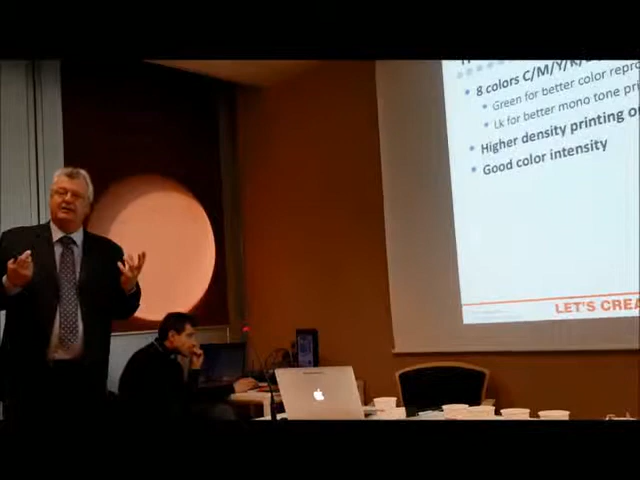 • 8 colors C/M/Y/K/
• Green for better color repro
• Lk for better mono tone pri
• Higher density printing o
• Good color intensity
LET'S CREA